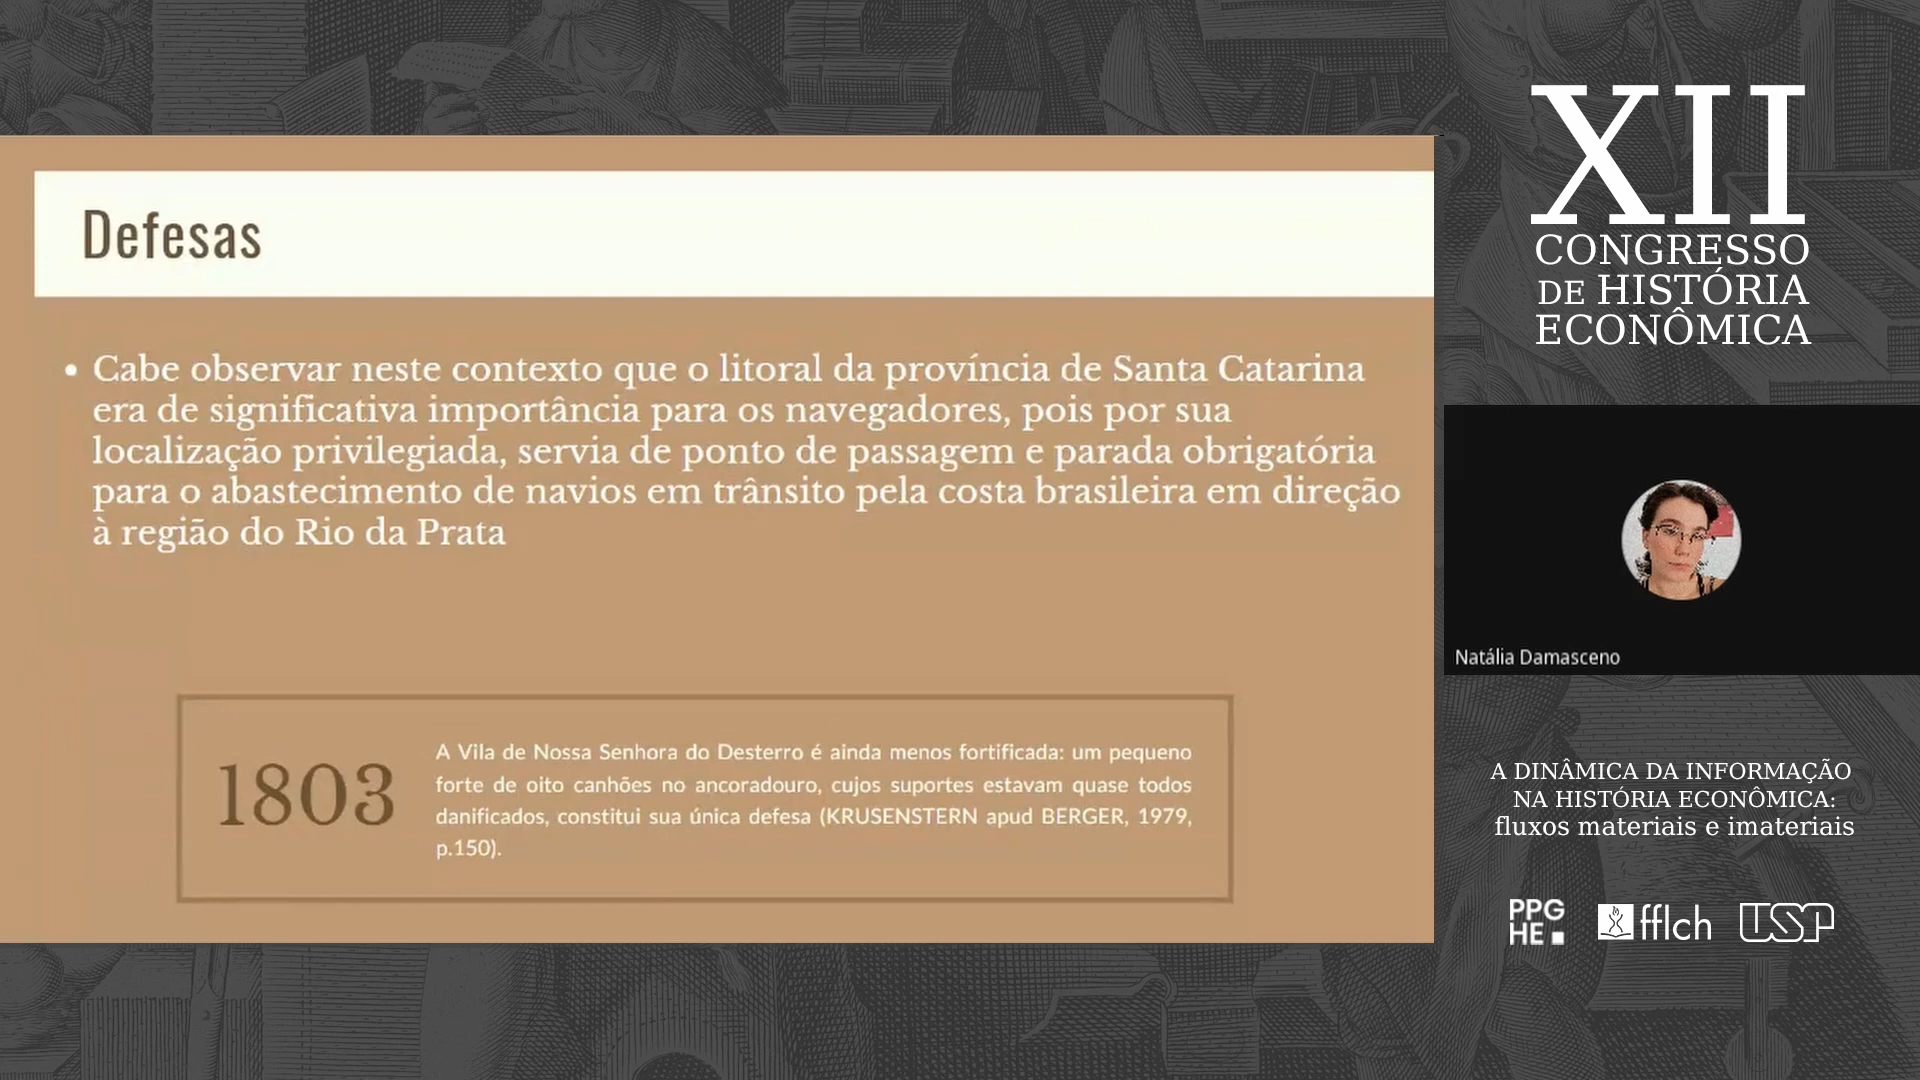 Defesas
• Cabe observar neste contexto que o litoral da província de Santa Catarina
era de significativa importância para os navegadores, pois por sua
localização privilegiada, servia de ponto de passagem e parada obrigatória
para o abastecimento de navios em trânsito pela costa brasileira em direção
à região do Rio da Prata
1803
A Vila de Nossa Senhora do Desterro é ainda menos fortificada: um pequeno
forte de oito canhões no ancoradouro, cujos suportes estavam quase todos
danificados, constitui sua única defesa (KRUSENSTERN apud BERGER, 1979,
p.150).
XII
CONGRESSO
DE HISTÓRIA
ECONÔMICA
Natália Damasceno
A DINÂMICA DA INFORMAÇÃO
NA HISTÓRIA ECONÔMICA:
fluxos materiais e imateriais
PPG
HE
fflch
USP